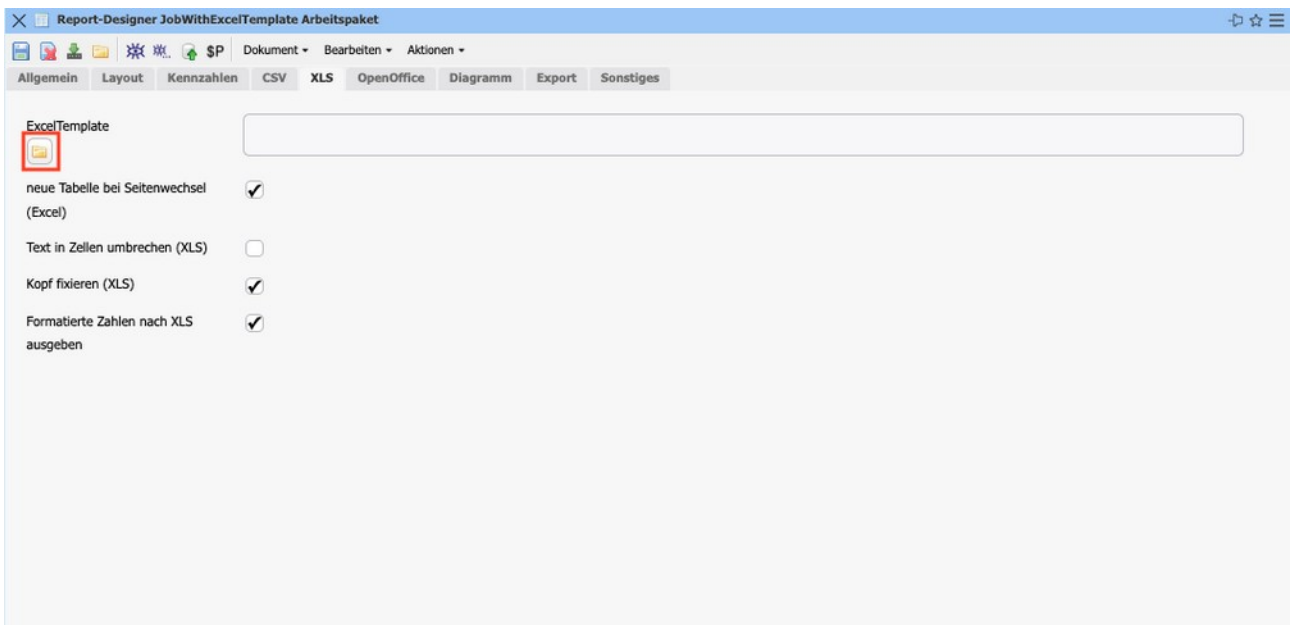 Report-Designer JobWithExcelTemplate Arbeitspaket
$P Dokument Bearbeiten Aktionen
Allgemein Layout Kennzahlen CSV XLS OpenOffice Diagramm Export Sonstiges
ExcelTemplate
neue Tabelle bei Seitenwechsel
(Excel)
Text in Zellen umbrechen (XLS)
Kopf fixieren (XLS)
Formatierte Zahlen nach XLS
ausgeben